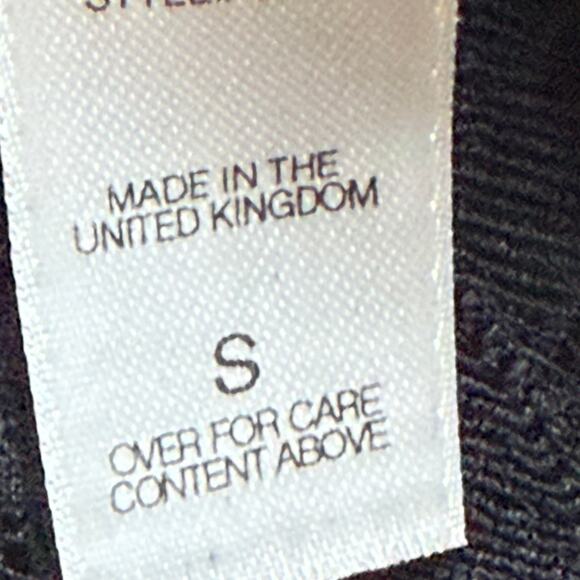 MADE IN THE
UNITED KINGDOM
S
OVER FOR CARE
CONTENT ABOVE